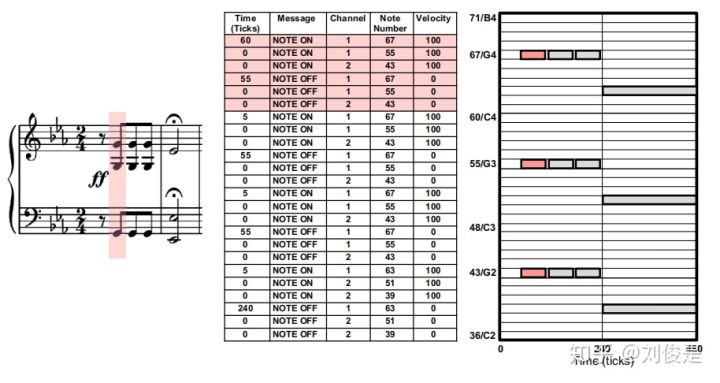 ff
2
4
2
4
Time Message Channel Note Velocity
(Ticks) Number
60 NOTE ON 1 67 100
0 NOTE ON 1 55 100
0 NOTE ON 2 43 100
55 NOTE OFF 1 67 0
0 NOTE OFF 1 55 0
0 NOTE OFF 2 43 0
5 NOTE ON 1 67 100
0 NOTE ON 1 55 100
0 NOTE ON 2 43 100
55 NOTE OFF 1 67 0
0 NOTE OFF 1 55 0
0 NOTE OFF 2 43 0
5 NOTE ON 1 67 100
0 NOTE ON 1 55 100
0 NOTE ON 2 43 100
55 NOTE OFF 1 67 0
0 NOTE OFF 1 55 0
0 NOTE OFF 2 43 0
5 NOTE ON 1 63 100
0 NOTE ON 2 51 100
0 NOTE ON 2 39 100
240 NOTE OFF 1 63 0
0 NOTE OFF 2 51 0
0 NOTE OFF 2 39 0
71/B4
67/G4
60/C4
55/G3
48/C3
43/G2
36/C2
0 240 480
Time (ticks)
知乎 @刘俊